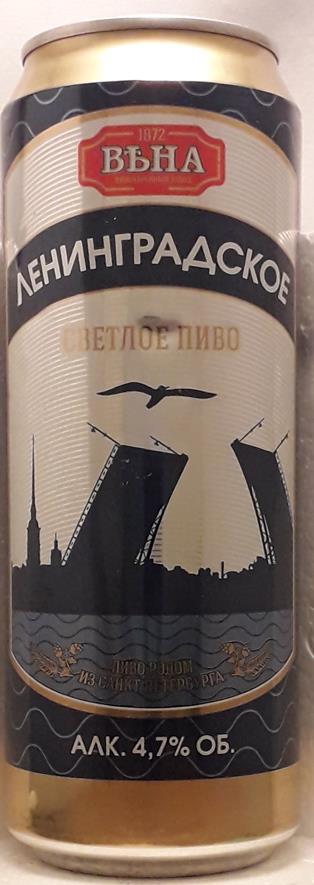 1872
ВѢНА
ЛЕНИНГРАДСКОЕ
СВЕТЛОЕ ПИВО
ПИВО РОДОМ
ИЗ САНКТ-ПЕТЕРБУРГА
АЛК. 4,7% ОБ.